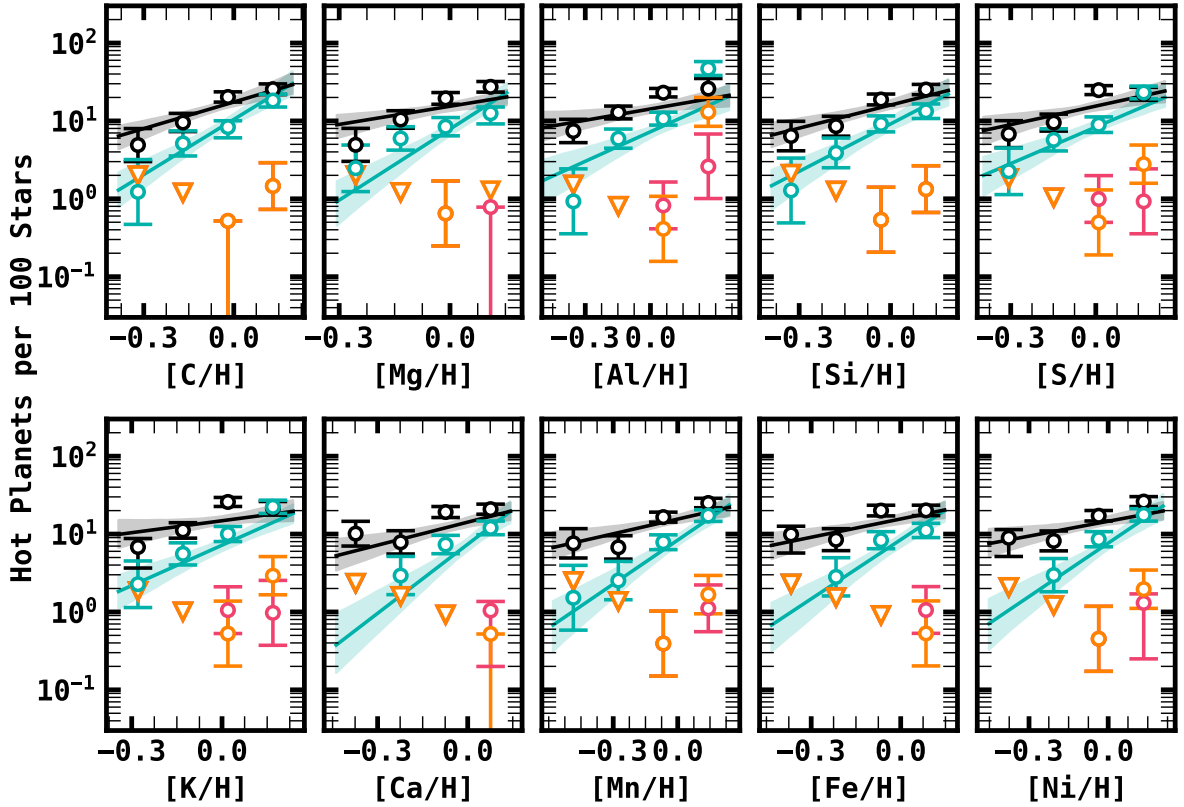 Hot Planets per 100 Stars
10²
10¹
10⁰
10⁻¹
−0.3 0.0
[C/H]
−0.3 0.0
[Mg/H]
−0.3 0.0
[Al/H]
−0.3 0.0
[Si/H]
−0.3 0.0
[S/H]
10²
10¹
10⁰
10⁻¹
−0.3 0.0
[K/H]
−0.3 0.0
[Ca/H]
−0.3 0.0
[Mn/H]
−0.3 0.0
[Fe/H]
−0.3 0.0
[Ni/H]